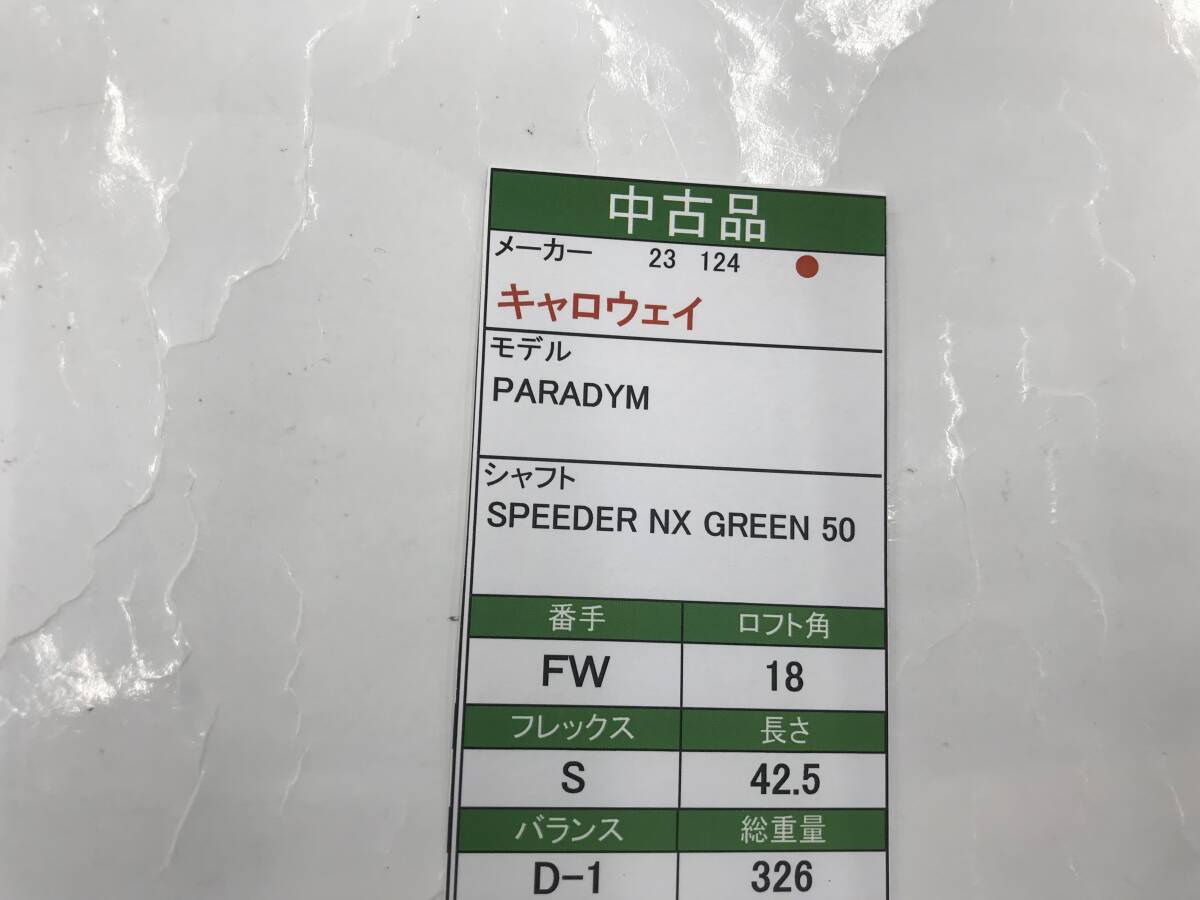 中古品
メーカー 23 124
キャロウェイ
モデル
PARADYM
シャフト
SPEEDER NX GREEN 50
番手 ロフト角
FW 18
フレックス 長さ
S 42.5
バランス 総重量
D-1 326